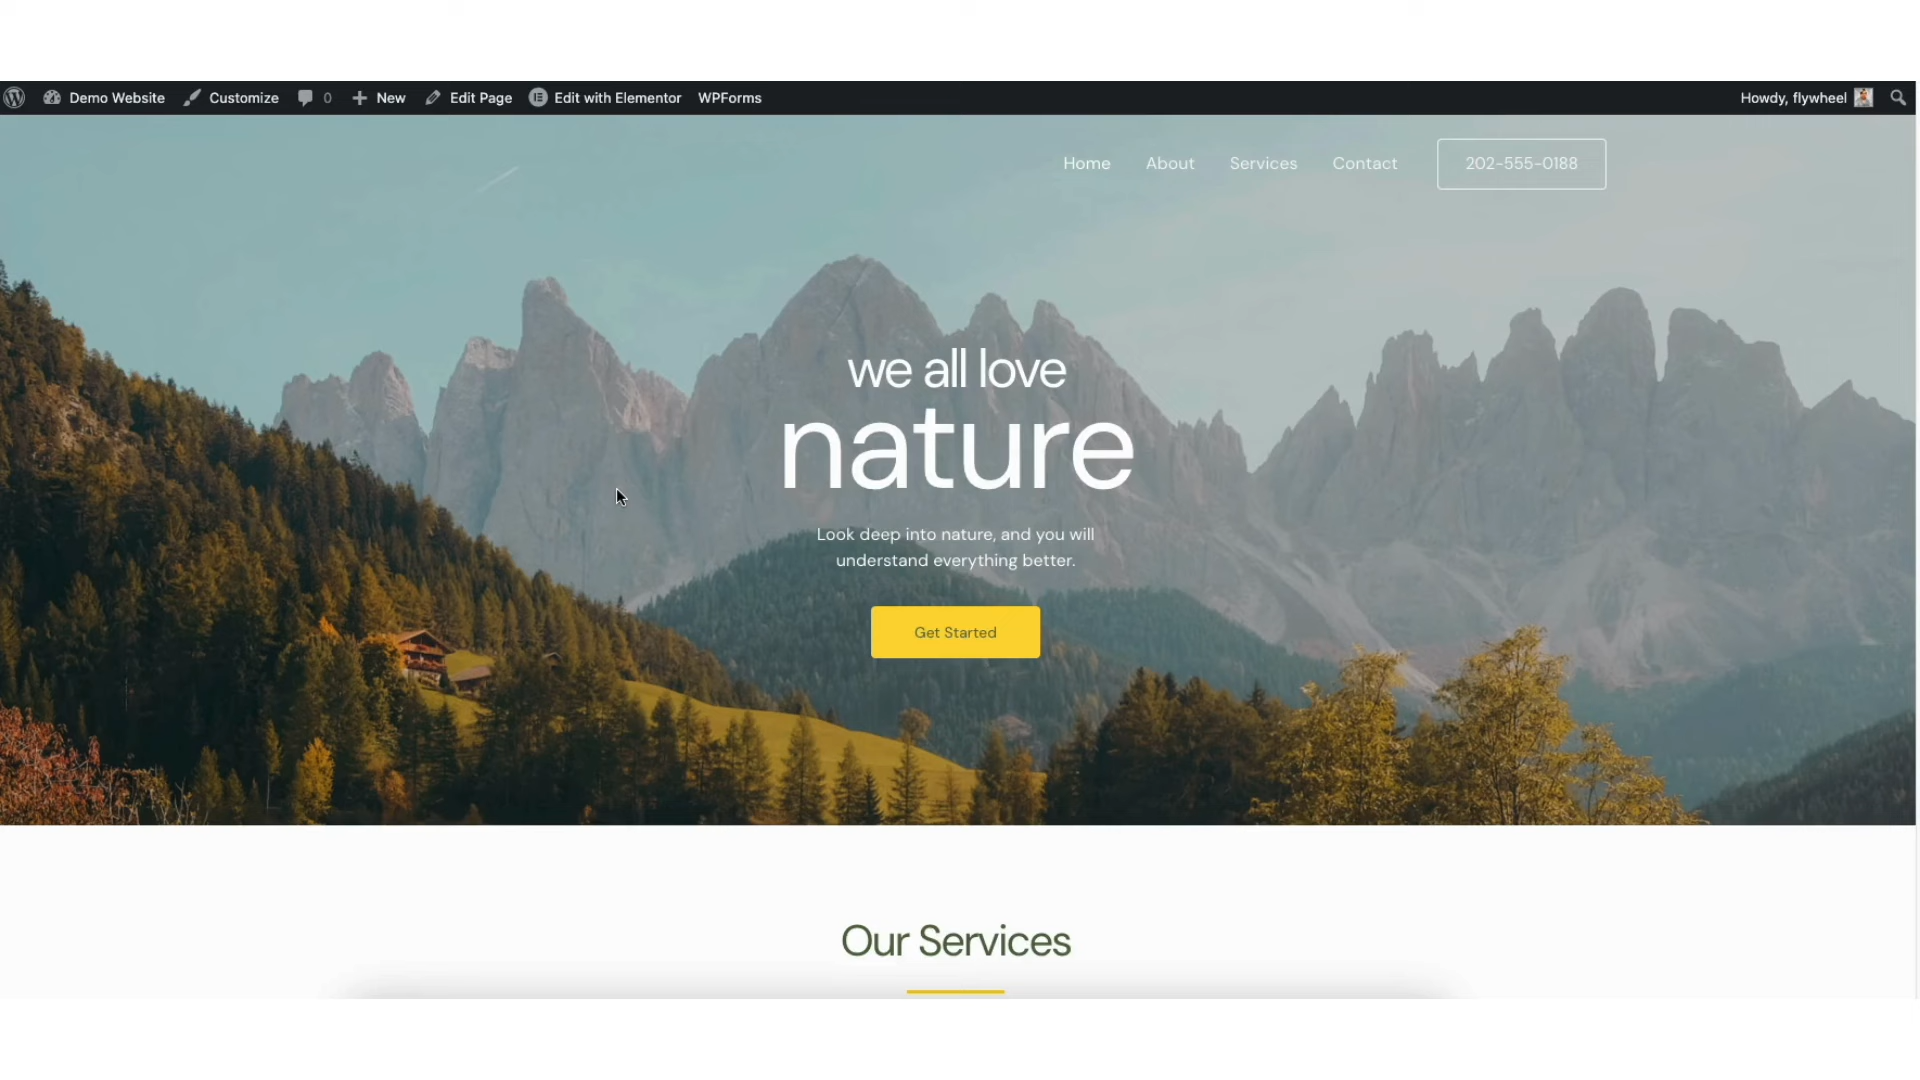 Demo Website Customize 0 New Edit Page Edit with Elementor WPForms Howdy, flywheel
Home About Services Contact 202-555-0188
we all love
nature
Look deep into nature, and you will
understand everything better.
Get Started
Our Services